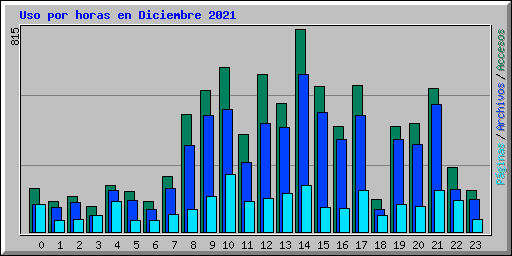 Uso por horas en Diciembre 2021
815
Páginas / Archivos / Accesos
0 1 2 3 4 5 6 7 8 9 10 11 12 13 14 15 16 17 18 19 20 21 22 23